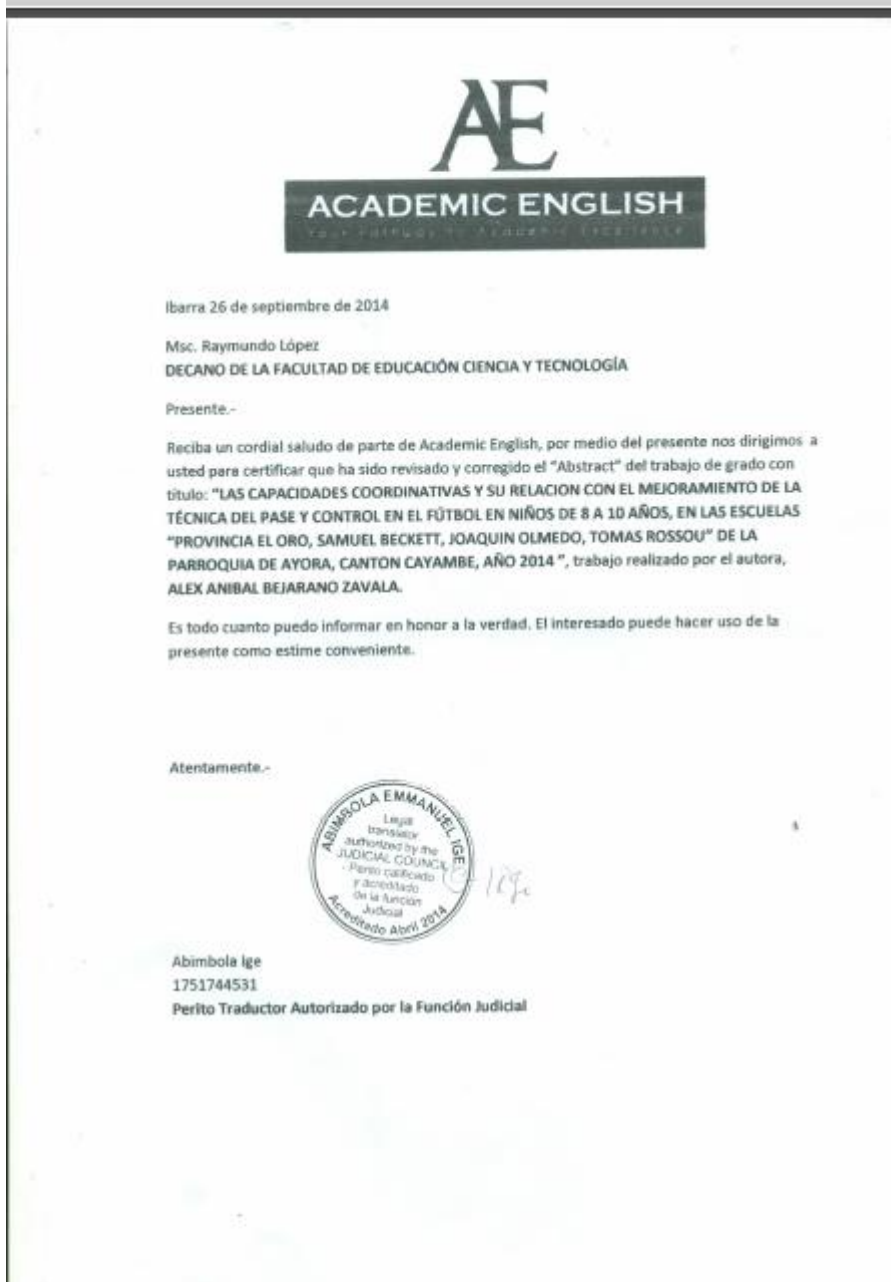 AE
ACADEMIC ENGLISH
Ibarra 26 de septiembre de 2014
Msc. Raymundo López
DECANO DE LA FACULTAD DE EDUCACIÓN CIENCIA Y TECNOLOGÍA
Presente.-
Reciba un cordial saludo de parte de Academic English, por medio del presente nos dirigimos a
usted para certificar que ha sido revisado y corregido el "Abstract" del trabajo de grado con
titulo: "LAS CAPACIDADES COORDINATIVAS Y SU RELACION CON EL MEJORAMIENTO DE LA
TÉCNICA DEL PASE Y CONTROL EN EL FÚTBOL EN NIÑOS DE 8 A 10 AÑOS, EN LAS ESCUELAS
"PROVINCIA EL ORO, SAMUEL BECKETT, JOAQUIN OLMEDO, TOMAS ROSSOU" DE LA
PARROQUIA DE AYORA, CANTON CAYAMBE, AÑO 2014 ", trabajo realizado por el autora,
ALEX ANIBAL BEJARANO ZAVALA.
Es todo cuanto puedo informar en honor a la verdad. El interesado puede hacer uso de la
presente como estime conveniente.
Atentamente.-
ABIMBOLA EMMANUEL IGE
Legal
translator
authorized by the
JUDICIAL COUNCIL
Perito calificado
y acreditado
de la función
Judicial
Acreditado Abril 2014
Abimbola Ige
1751744531
Perito Traductor Autorizado por la Función Judicial